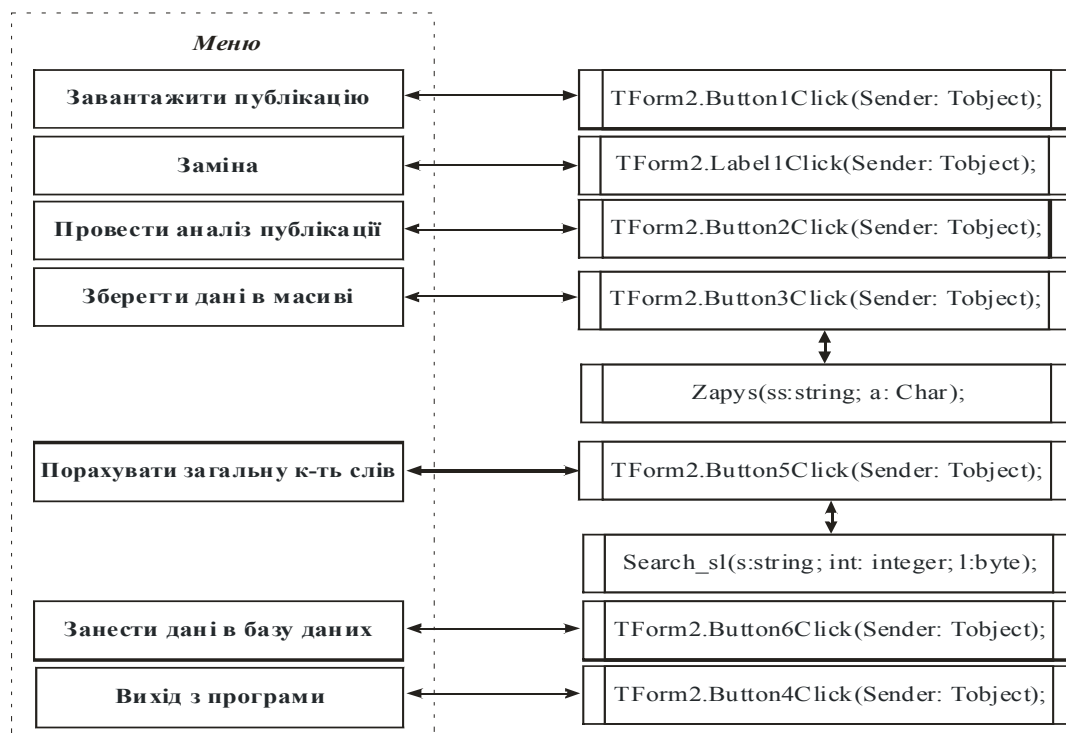 Меню
Завантажити публікацію
TForm2.Button1Click(Sender: Tobject);
Заміна
TForm2.Label1Click(Sender: Tobject);
Провести аналіз публікації
TForm2.Button2Click(Sender: Tobject);
Зберегти дані в масиві
TForm2.Button3Click(Sender: Tobject);
Zapys(ss:string; a: Char);
Порахувати загальну к-ть слів
TForm2.Button5Click(Sender: Tobject);
Search_sl(s:string; int: integer; l:byte);
Занести дані в базу даних
TForm2.Button6Click(Sender: Tobject);
Вихід з програми
TForm2.Button4Click(Sender: Tobject);